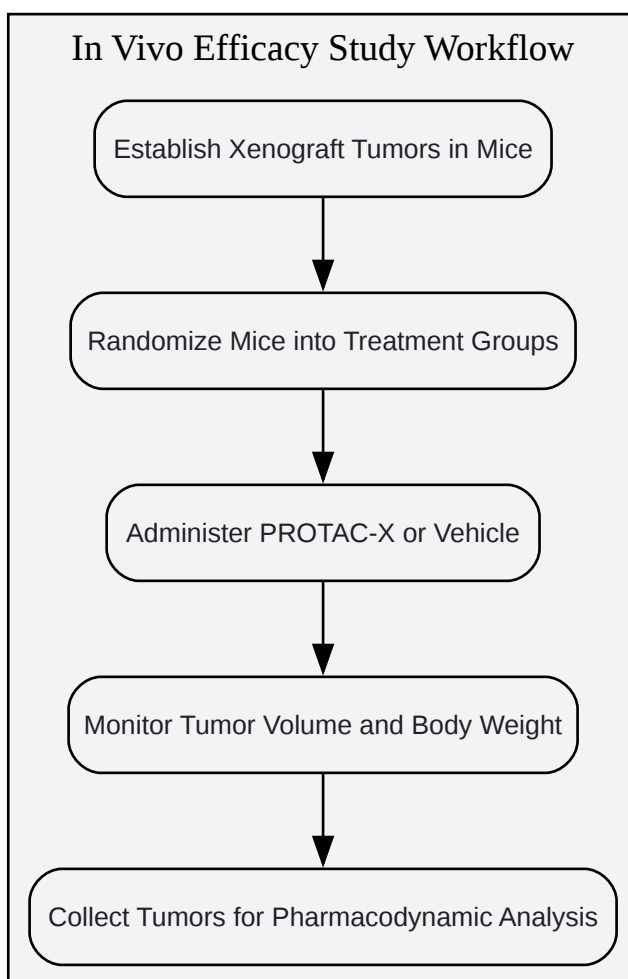 In Vivo Efficacy Study Workflow
Establish Xenograft Tumors in Mice
Randomize Mice into Treatment Groups
Administer PROTAC-X or Vehicle
Monitor Tumor Volume and Body Weight
Collect Tumors for Pharmacodynamic Analysis